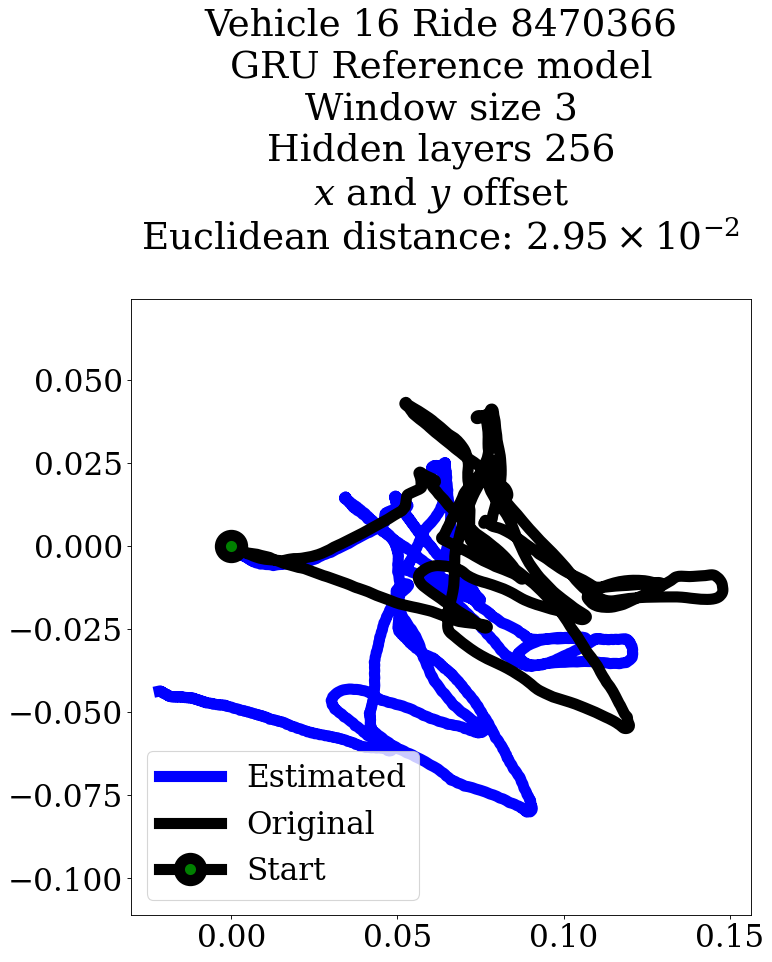 Vehicle 16 Ride 8470366
GRU Reference model
Window size 3
Hidden layers 256
x and y offset
Euclidean distance: 2.95 × 10⁻²
0.050
0.025
0.000
−0.025
−0.050
−0.075
−0.100
Estimated
Original
Start
0.00 0.05 0.10 0.15